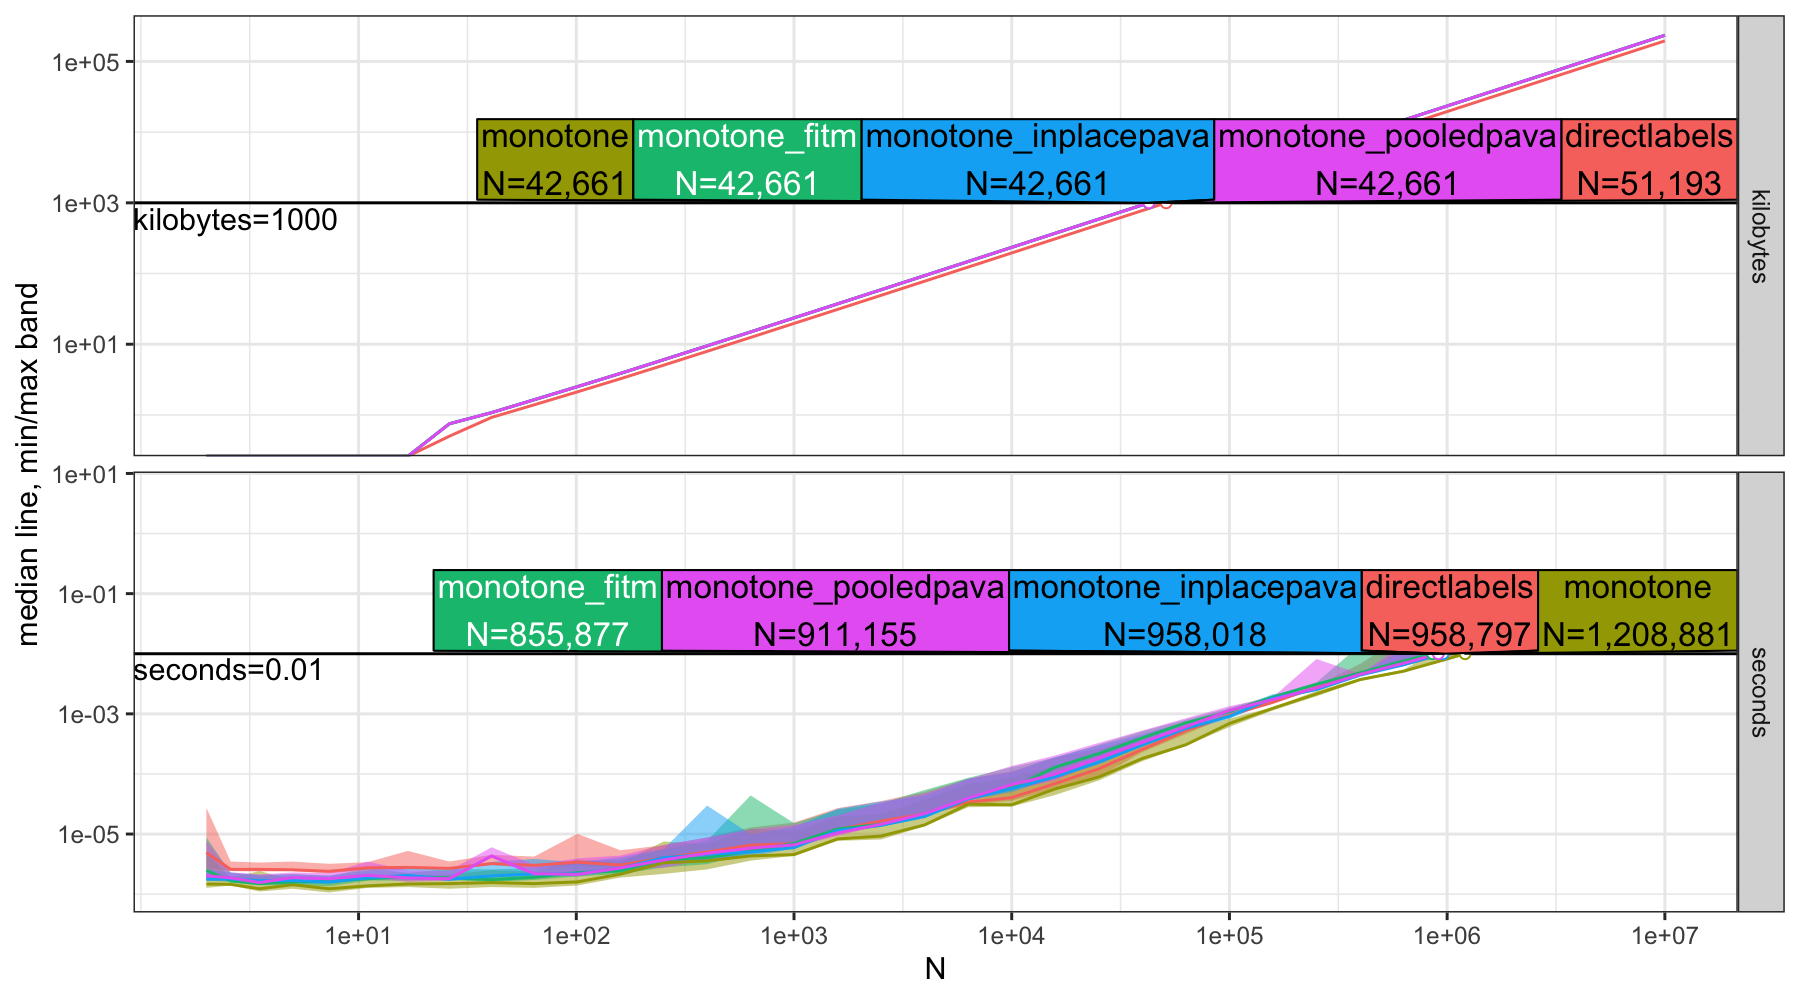 median line, min/max band
1e+05
1e+03
1e+01
monotone
N=42,661
monotone_fitm
N=42,661
monotone_inplacepava
N=42,661
monotone_pooledpava
N=42,661
directlabels
N=51,193
kilobytes=1000
kilobytes
1e+01
1e-01
1e-03
1e-05
monotone_fitm
N=855,877
monotone_pooledpava
N=911,155
monotone_inplacepava
N=958,018
directlabels
N=958,797
monotone
N=1,208,881
seconds=0.01
seconds
1e+01
1e+02
1e+03
1e+04
1e+05
1e+06
1e+07
N